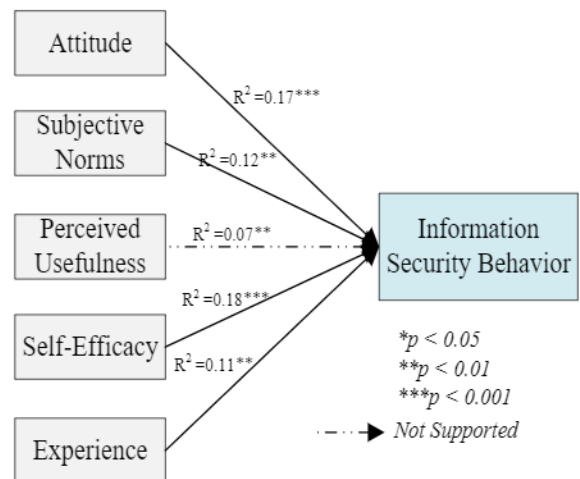 Attitude
R² =0.17***
Subjective
Norms
R² =0.12**
Perceived
Usefulness
R² =0.07**
Information
Security Behavior
R² =0.18***
Self-Efficacy
R² =0.11**
Experience
*p < 0.05
**p < 0.01
***p < 0.001
Not Supported